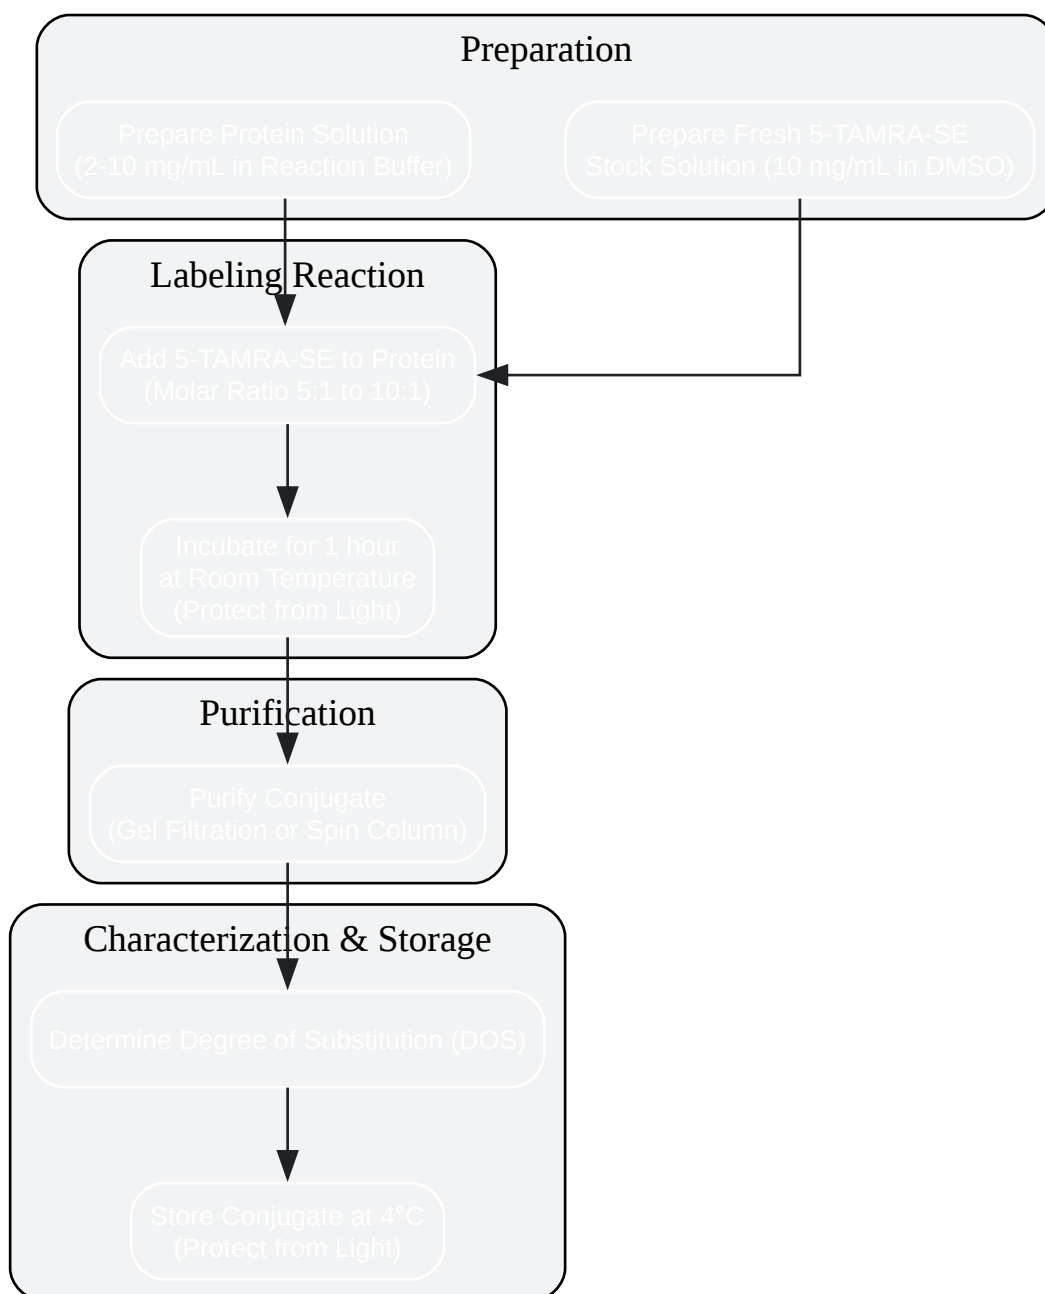 Preparation
Prepare Protein Solution
(2-10 mg/mL in Reaction Buffer)
Prepare Fresh 5-TAMRA-SE
Stock Solution (10 mg/mL in DMSO)
Labeling Reaction
Add 5-TAMRA-SE to Protein
(Molar Ratio 5:1 to 10:1)
Incubate for 1 hour
at Room Temperature
(Protect from Light)
Purification
Purify Conjugate
(Gel Filtration or Spin Column)
Characterization & Storage
Determine Degree of Substitution (DOS)
Store Conjugate at 4°C
(Protect from Light)